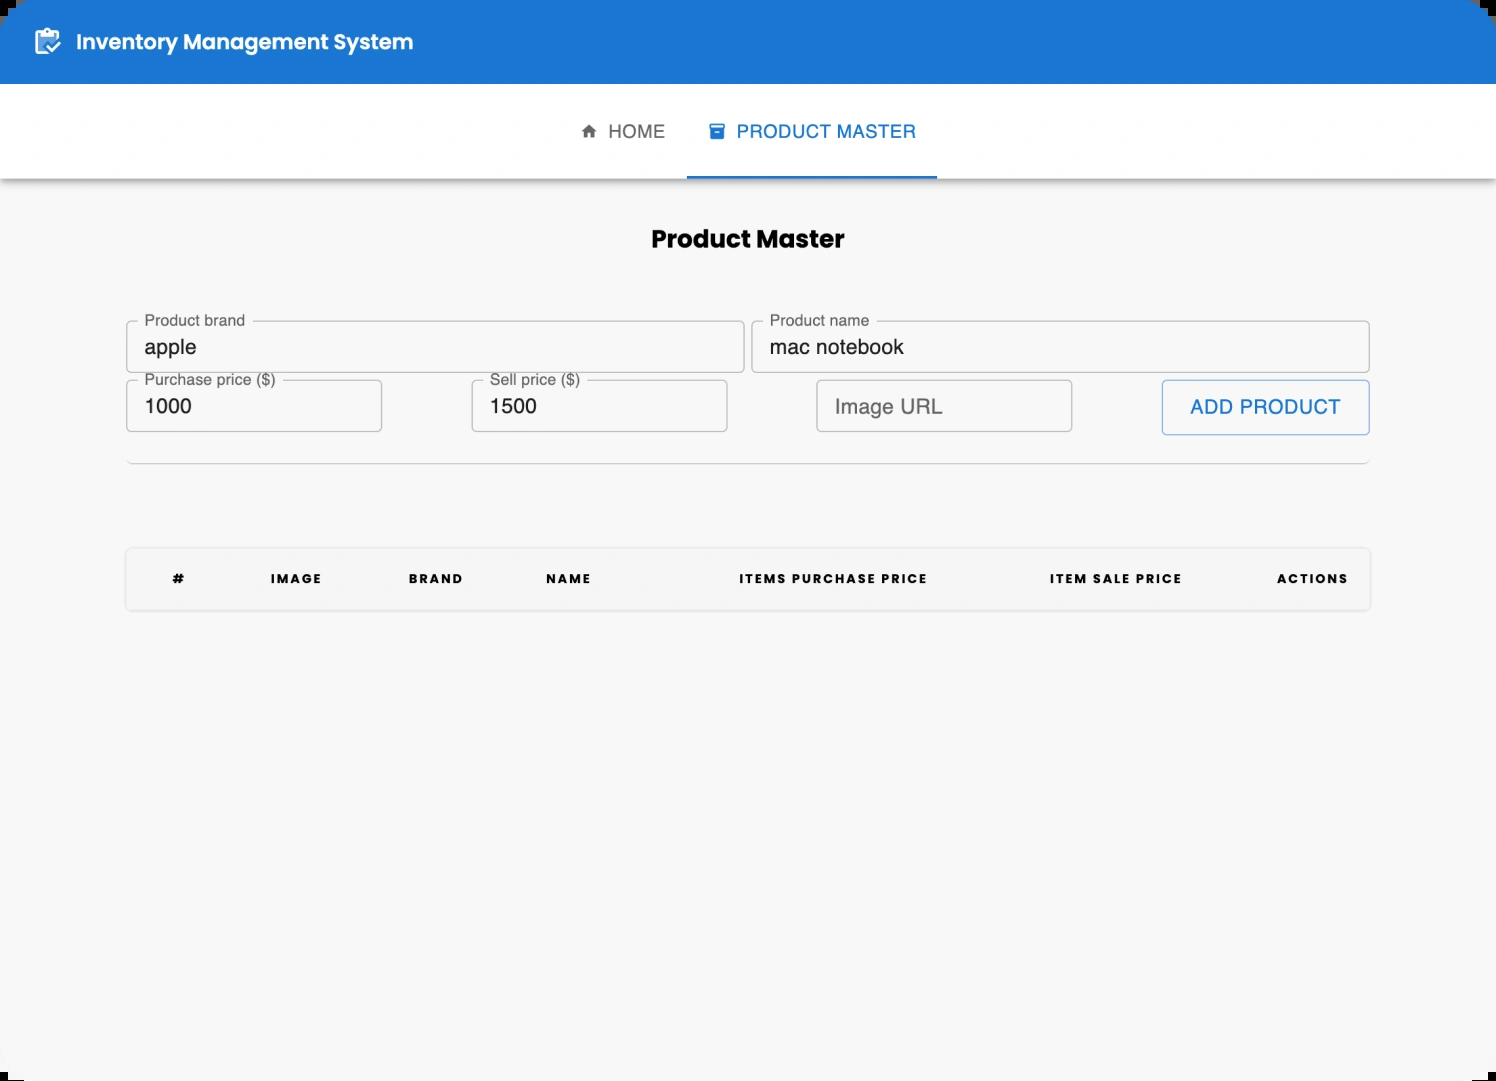 Inventory Management System
HOME PRODUCT MASTER
Product Master
Product brand Product name
apple mac notebook
Purchase price ($) Sell price ($)
1000 1500 Image URL ADD PRODUCT
# IMAGE BRAND NAME ITEMS PURCHASE PRICE ITEM SALE PRICE ACTIONS